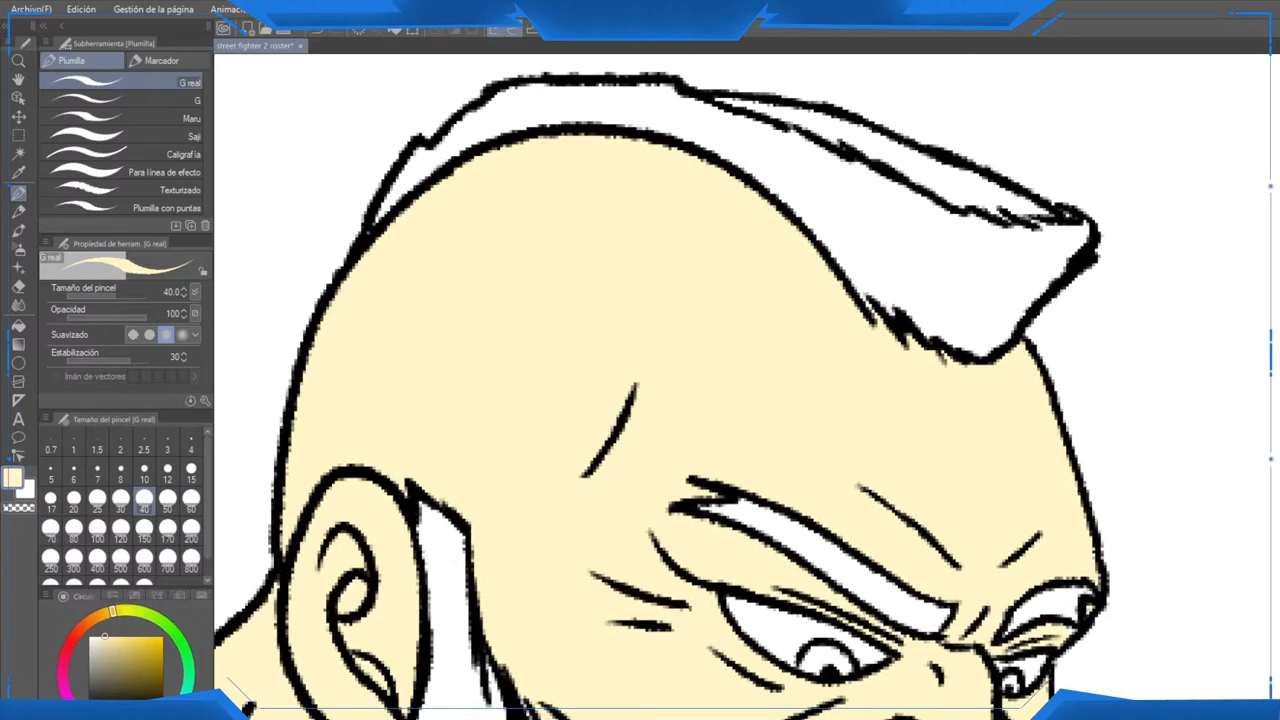 Archivo(F) Edición Gestión de la página Animació
Subherramienta [Plumilla]
street fighter 2 roster*
Plumilla Marcador
G real
G
Maru
Saji
Caligrafía
Para línea de efecto
Texturizado
Plumilla con puntas
Propiedad de herram. [G real]
G real
Tamaño del pincel 40.0
Opacidad 100
Suavizado
Estabilización 30
Imán de vectores
Tamaño del pincel [G real]
0.7 1 1.5 2 2.5 3 4
5 6 7 8 10 12 15
17 20 25 30 40 50 60
70 80 100 120 150 170 200
250 300 400 500 600 700 800
Círcul